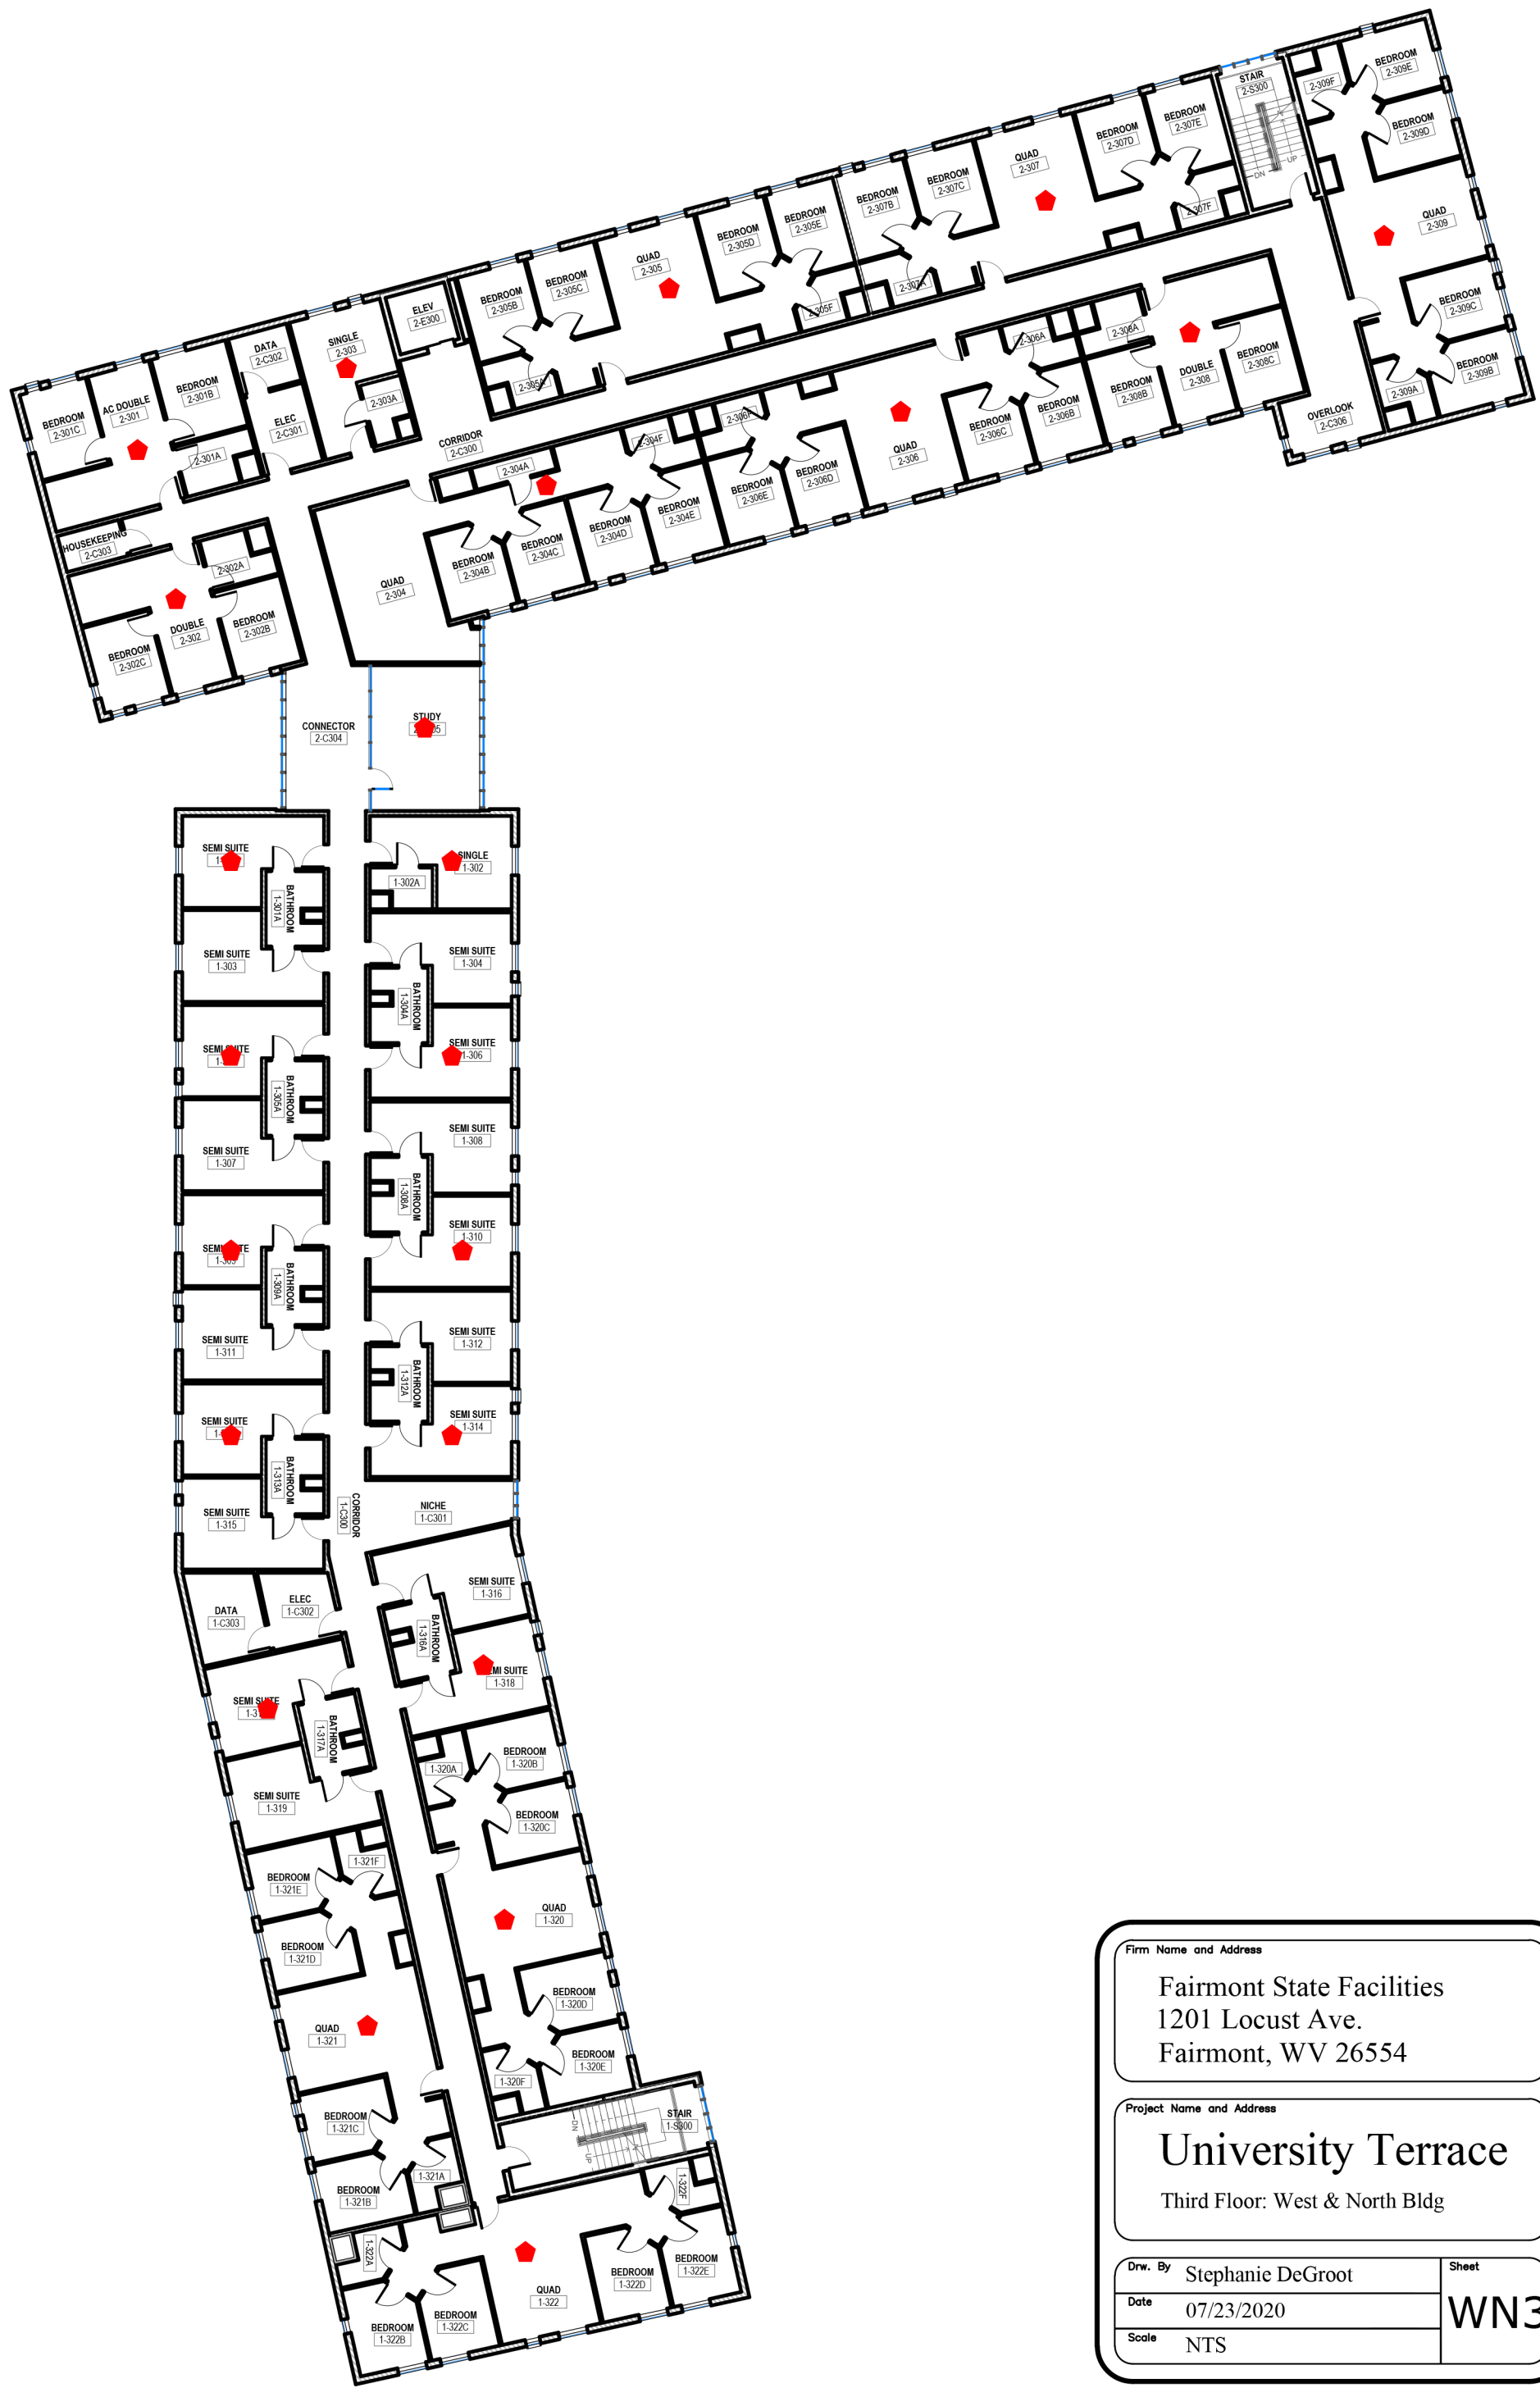 BEDROOM
2-309E
2-309F
STAIR
2-S300
UP
DN
BEDROOM
2-309D
BEDROOM
2-307E
BEDROOM
2-307D
QUAD
2-307
2-307F
BEDROOM
2-307C
BEDROOM
2-307B
2-307A
QUAD
2-309
BEDROOM
2-309C
BEDROOM
2-309B
2-309A
OVERLOOK
2-C306
BEDROOM
2-305E
BEDROOM
2-305D
QUAD
2-305
2-305F
BEDROOM
2-305C
BEDROOM
2-305B
2-305A
ELEV
2-E300
SINGLE
2-303
2-303A
DATA
2-C302
ELEC
2-C301
BEDROOM
2-301B
AC DOUBLE
2-301
BEDROOM
2-301C
2-301A
CORRIDOR
2-C300
2-308A
BEDROOM
2-308C
DOUBLE
2-308
BEDROOM
2-308B
2-306A
BEDROOM
2-306B
BEDROOM
2-306C
QUAD
2-306
2-306F
BEDROOM
2-306D
BEDROOM
2-306E
2-304F
2-304A
BEDROOM
2-304E
BEDROOM
2-304D
BEDROOM
2-304C
BEDROOM
2-304B
QUAD
2-304
HOUSEKEEPING
2-C303
2-302A
BEDROOM
2-302B
DOUBLE
2-302
BEDROOM
2-302C
CONNECTOR
2-C304
STUDY
SEMI SUITE
BATHROOM
1-301A
SINGLE
1-302
1-302A
SEMI SUITE
1-303
SEMI SUITE
1-304
BATHROOM
1-304A
SEMI SUITE
1-306
BATHROOM
1-305A
SEMI SUITE
1-307
SEMI SUITE
1-308
BATHROOM
1-308A
SEMI SUITE
1-310
BATHROOM
1-309A
SEMI SUITE
1-311
SEMI SUITE
1-312
BATHROOM
1-312A
SEMI SUITE
SEMI SUITE
1-314
BATHROOM
1-313A
SEMI SUITE
1-315
CORRIDOR
1-C300
NICHE
1-C301
DATA
1-C303
ELEC
1-C302
SEMI SUITE
1-316
BATHROOM
1-316A
1-318
BATHROOM
1-317A
SEMI SUITE
1-319
1-320A
BEDROOM
1-320B
BEDROOM
1-320C
QUAD
1-320
BEDROOM
1-320D
BEDROOM
1-320E
1-320F
1-321F
BEDROOM
1-321E
BEDROOM
1-321D
QUAD
1-321
BEDROOM
1-321C
BEDROOM
1-321B
1-321A
STAIR
1-S300
DN
UP
1-322A
BEDROOM
1-322B
BEDROOM
1-322C
QUAD
1-322
BEDROOM
1-322D
BEDROOM
1-322E
1-322F
Firm Name and Address
Fairmont State Facilities
1201 Locust Ave.
Fairmont, WV 26554
Project Name and Address
University Terrace
Third Floor: West & North Bldg
Drw. By Stephanie DeGroot
Date 07/23/2020
Scale NTS
Sheet
WN3